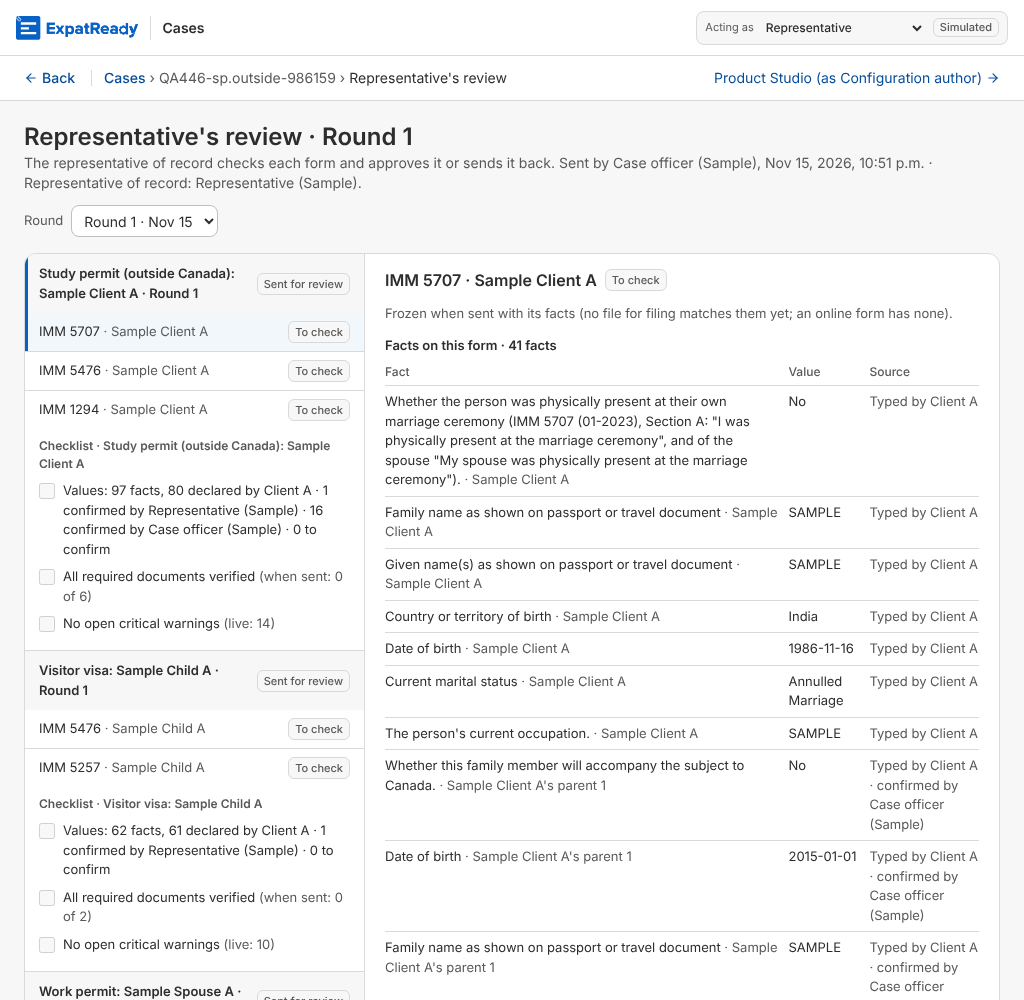 ExpatReady
Cases
Acting as Representative Simulated
← Back
Cases › QA446-sp.outside-986159 › Representative's review
Product Studio (as Configuration author) →
Representative's review · Round 1
The representative of record checks each form and approves it or sends it back. Sent by Case officer (Sample), Nov 15, 2026, 10:51 p.m. ·
Representative of record: Representative (Sample).
Round Round 1 · Nov 15
Study permit (outside Canada):
Sample Client A · Round 1
Sent for review
IMM 5707 · Sample Client A To check
IMM 5476 · Sample Client A To check
IMM 1294 · Sample Client A To check
Checklist · Study permit (outside Canada): Sample
Client A
Values: 97 facts, 80 declared by Client A · 1
confirmed by Representative (Sample) · 16
confirmed by Case officer (Sample) · 0 to
confirm
All required documents verified (when sent: 0
of 6)
No open critical warnings (live: 14)
Visitor visa: Sample Child A ·
Round 1
Sent for review
IMM 5476 · Sample Child A To check
IMM 5257 · Sample Child A To check
Checklist · Visitor visa: Sample Child A
Values: 62 facts, 61 declared by Client A · 1
confirmed by Representative (Sample) · 0 to
confirm
All required documents verified (when sent: 0
of 2)
No open critical warnings (live: 10)
Work permit: Sample Spouse A ·
Sent for review
IMM 5707 · Sample Client A To check
Frozen when sent with its facts (no file for filing matches them yet; an online form has none).
Facts on this form · 41 facts
Fact Value Source
Whether the person was physically present at their own No Typed by Client A
marriage ceremony (IMM 5707 (01-2023), Section A: "I was
physically present at the marriage ceremony", and of the
spouse "My spouse was physically present at the marriage
ceremony"). · Sample Client A
Family name as shown on passport or travel document · Sample SAMPLE Typed by Client A
Client A
Given name(s) as shown on passport or travel document · SAMPLE Typed by Client A
Sample Client A
Country or territory of birth · Sample Client A India Typed by Client A
Date of birth · Sample Client A 1986-11-16 Typed by Client A
Current marital status · Sample Client A Annulled Typed by Client A
Marriage
The person's current occupation. · Sample Client A SAMPLE Typed by Client A
Whether this family member will accompany the subject to No Typed by Client A
Canada. · Sample Client A's parent 1 · confirmed by
Case officer
(Sample)
Date of birth · Sample Client A's parent 1 2015-01-01 Typed by Client A
· confirmed by
Case officer
(Sample)
Family name as shown on passport or travel document · Sample SAMPLE Typed by Client A
Client A's parent 1 · confirmed by
Case officer